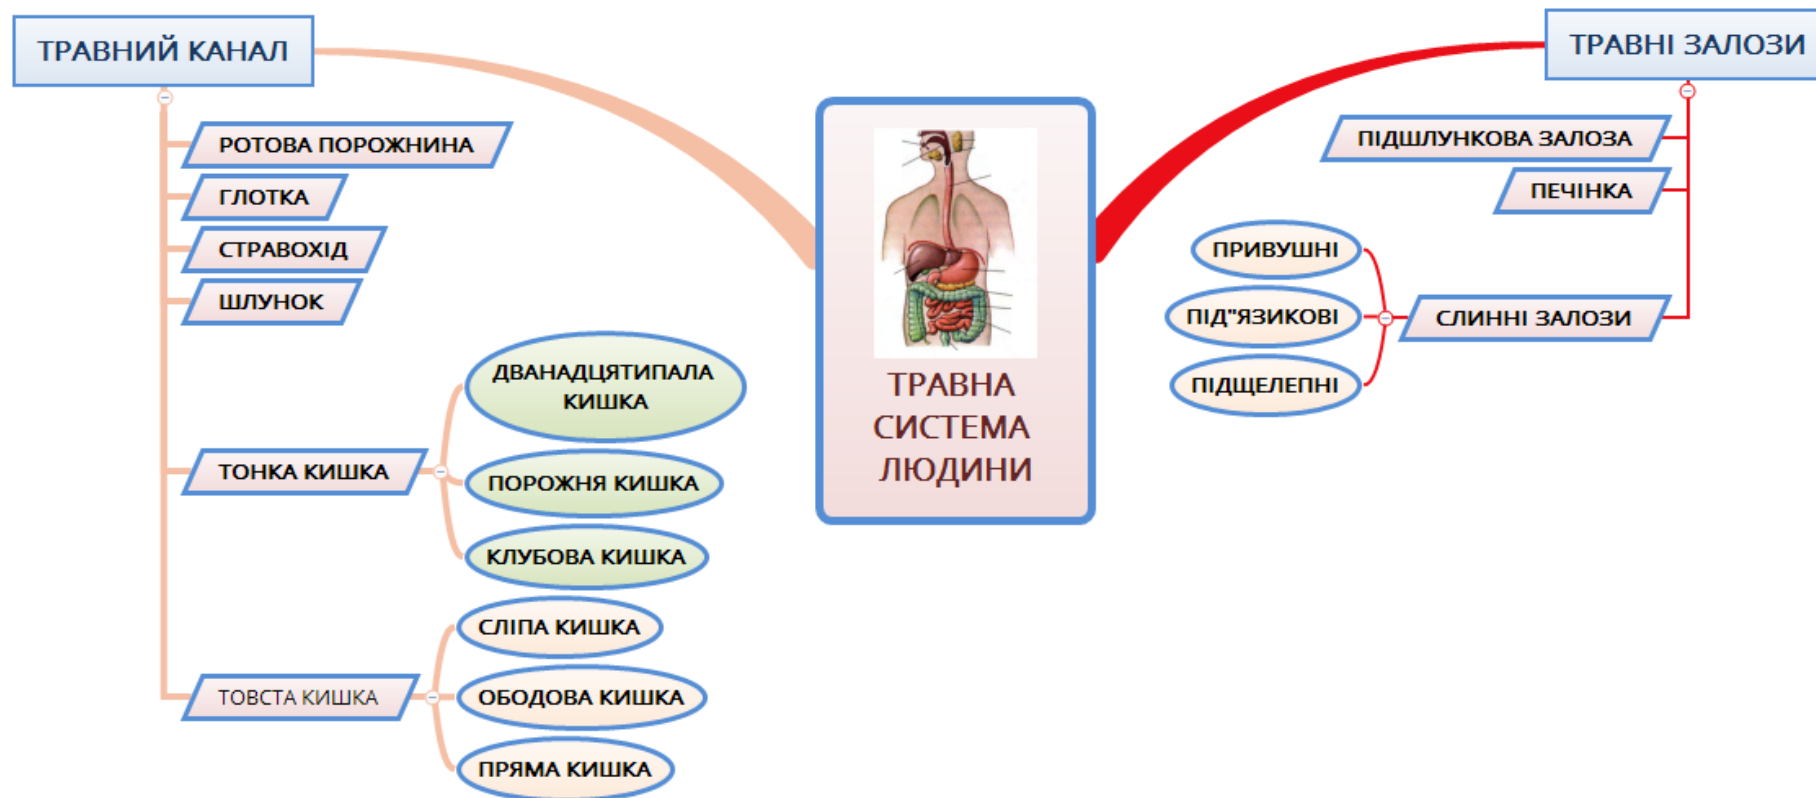 ТРАВНИЙ КАНАЛ
РОТОВА ПОРОЖНИНА
ГЛОТКА
СТРАВОХІД
ШЛУНОК
ТОНКА КИШКА
ДВАНАДЦЯТИПАЛА
КИШКА
ПОРОЖНЯ КИШКА
КЛУБОВА КИШКА
ТОВСТА КИШКА
СЛІПА КИШКА
ОБОДОВА КИШКА
ПРЯМА КИШКА
ТРАВНА
СИСТЕМА
ЛЮДИНИ
ТРАВНІ ЗАЛОЗИ
ПІДШЛУНКОВА ЗАЛОЗА
ПЕЧІНКА
СЛИННІ ЗАЛОЗИ
ПРИВУШНІ
ПІД"ЯЗИКОВІ
ПІДЩЕЛЕПНІ